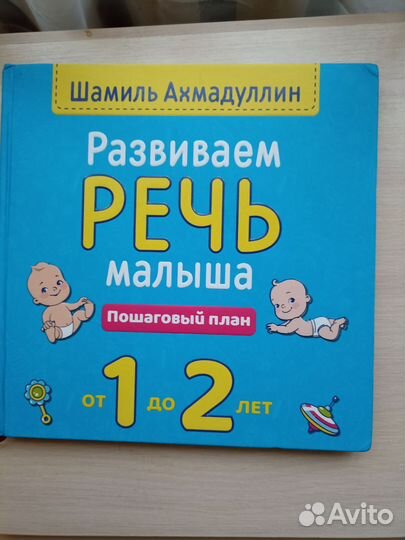 Шамиль Ахмадуллин
Развиваем
РЕЧЬ
малыша
Пошаговый план
от 1 до 2 лет
Avito